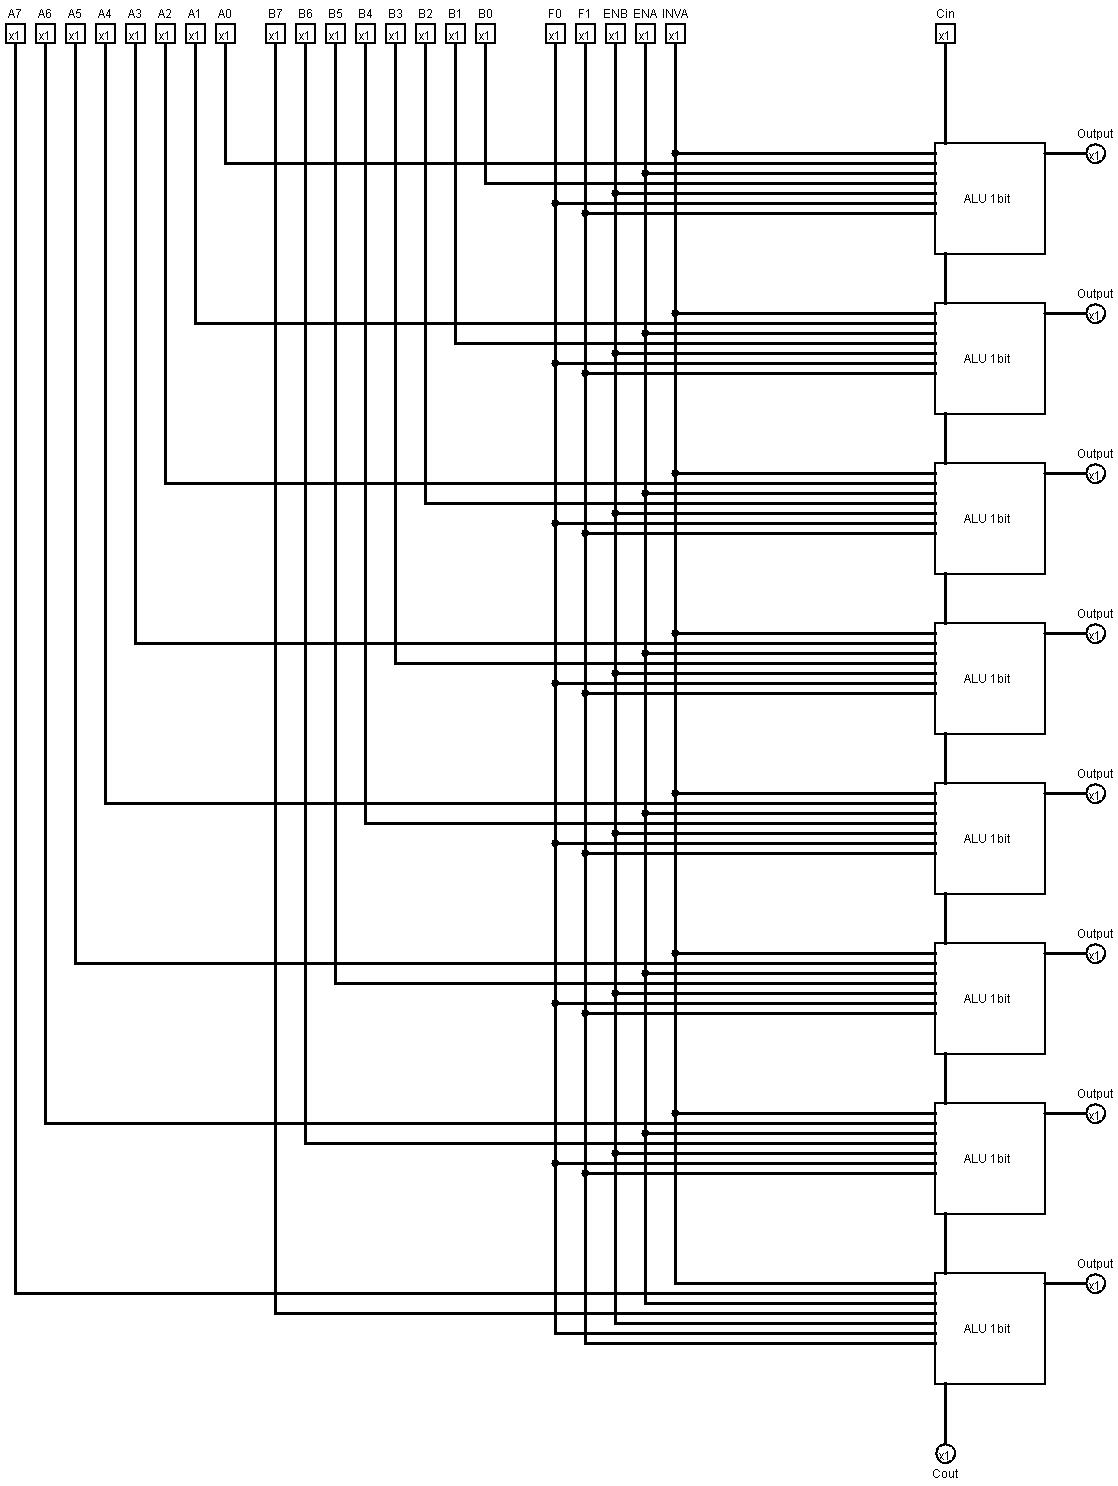 A7 A6 A5 A4 A3 A2 A1 A0 B7 B6 B5 B4 B3 B2 B1 B0 F0 F1 ENB ENA INVA Cin
x1 x1 x1 x1 x1 x1 x1 x1 x1 x1 x1 x1 x1 x1 x1 x1 x1 x1 x1 x1 x1 x1
Output
x1
ALU 1bit
Output
x1
ALU 1bit
Output
x1
ALU 1bit
Output
x1
ALU 1bit
Output
x1
ALU 1bit
Output
x1
ALU 1bit
Output
x1
ALU 1bit
Output
x1
ALU 1bit
x1
Cout